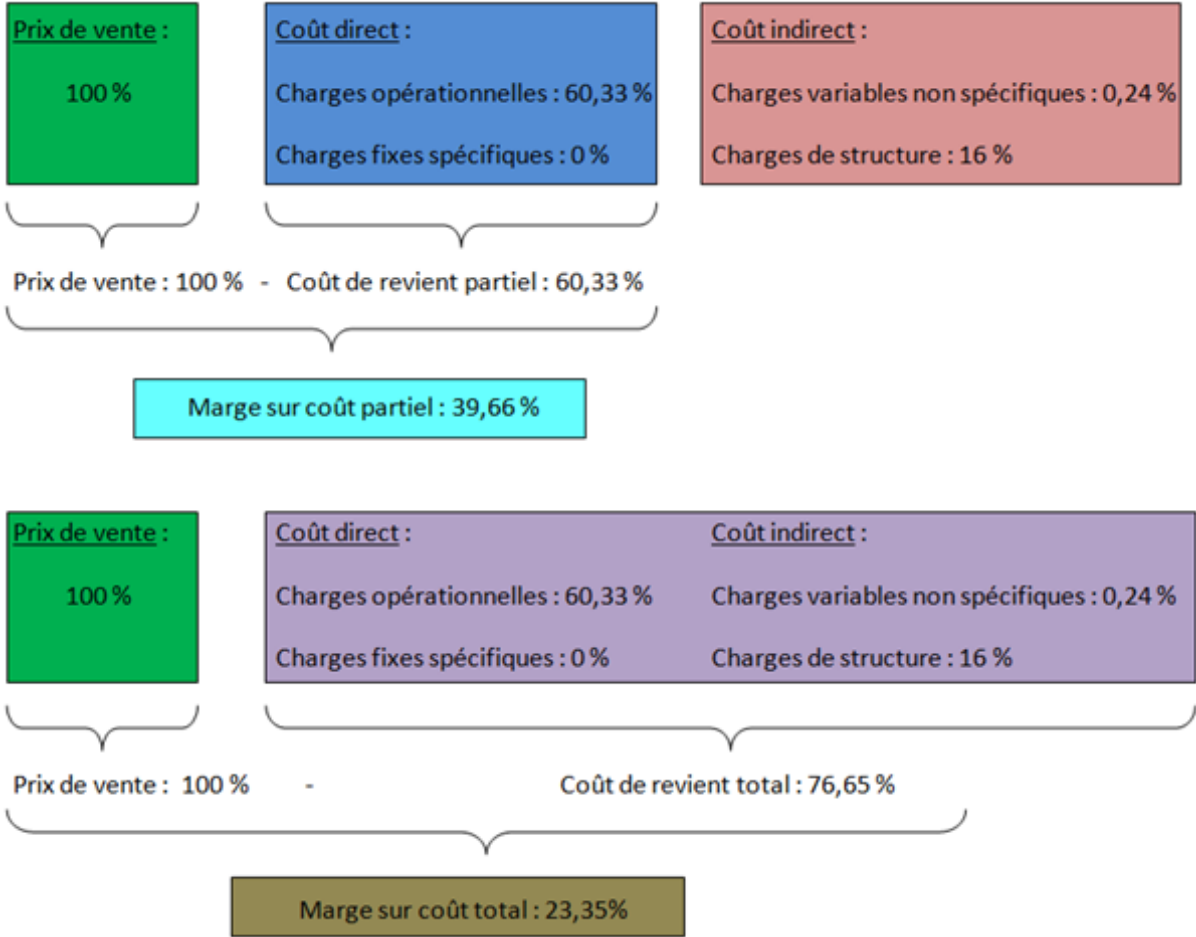 Prix de vente :
100 %
Coût direct :
Charges opérationnelles : 60,33 %
Charges fixes spécifiques : 0 %
Coût indirect :
Charges variables non spécifiques : 0,24 %
Charges de structure : 16 %
Prix de vente : 100 % - Coût de revient partiel : 60,33 %
Marge sur coût partiel : 39,66 %
Prix de vente :
100 %
Coût direct :
Charges opérationnelles : 60,33 %
Charges fixes spécifiques : 0 %
Coût indirect :
Charges variables non spécifiques : 0,24 %
Charges de structure : 16 %
Prix de vente : 100 % - Coût de revient total : 76,65 %
Marge sur coût total : 23,35%